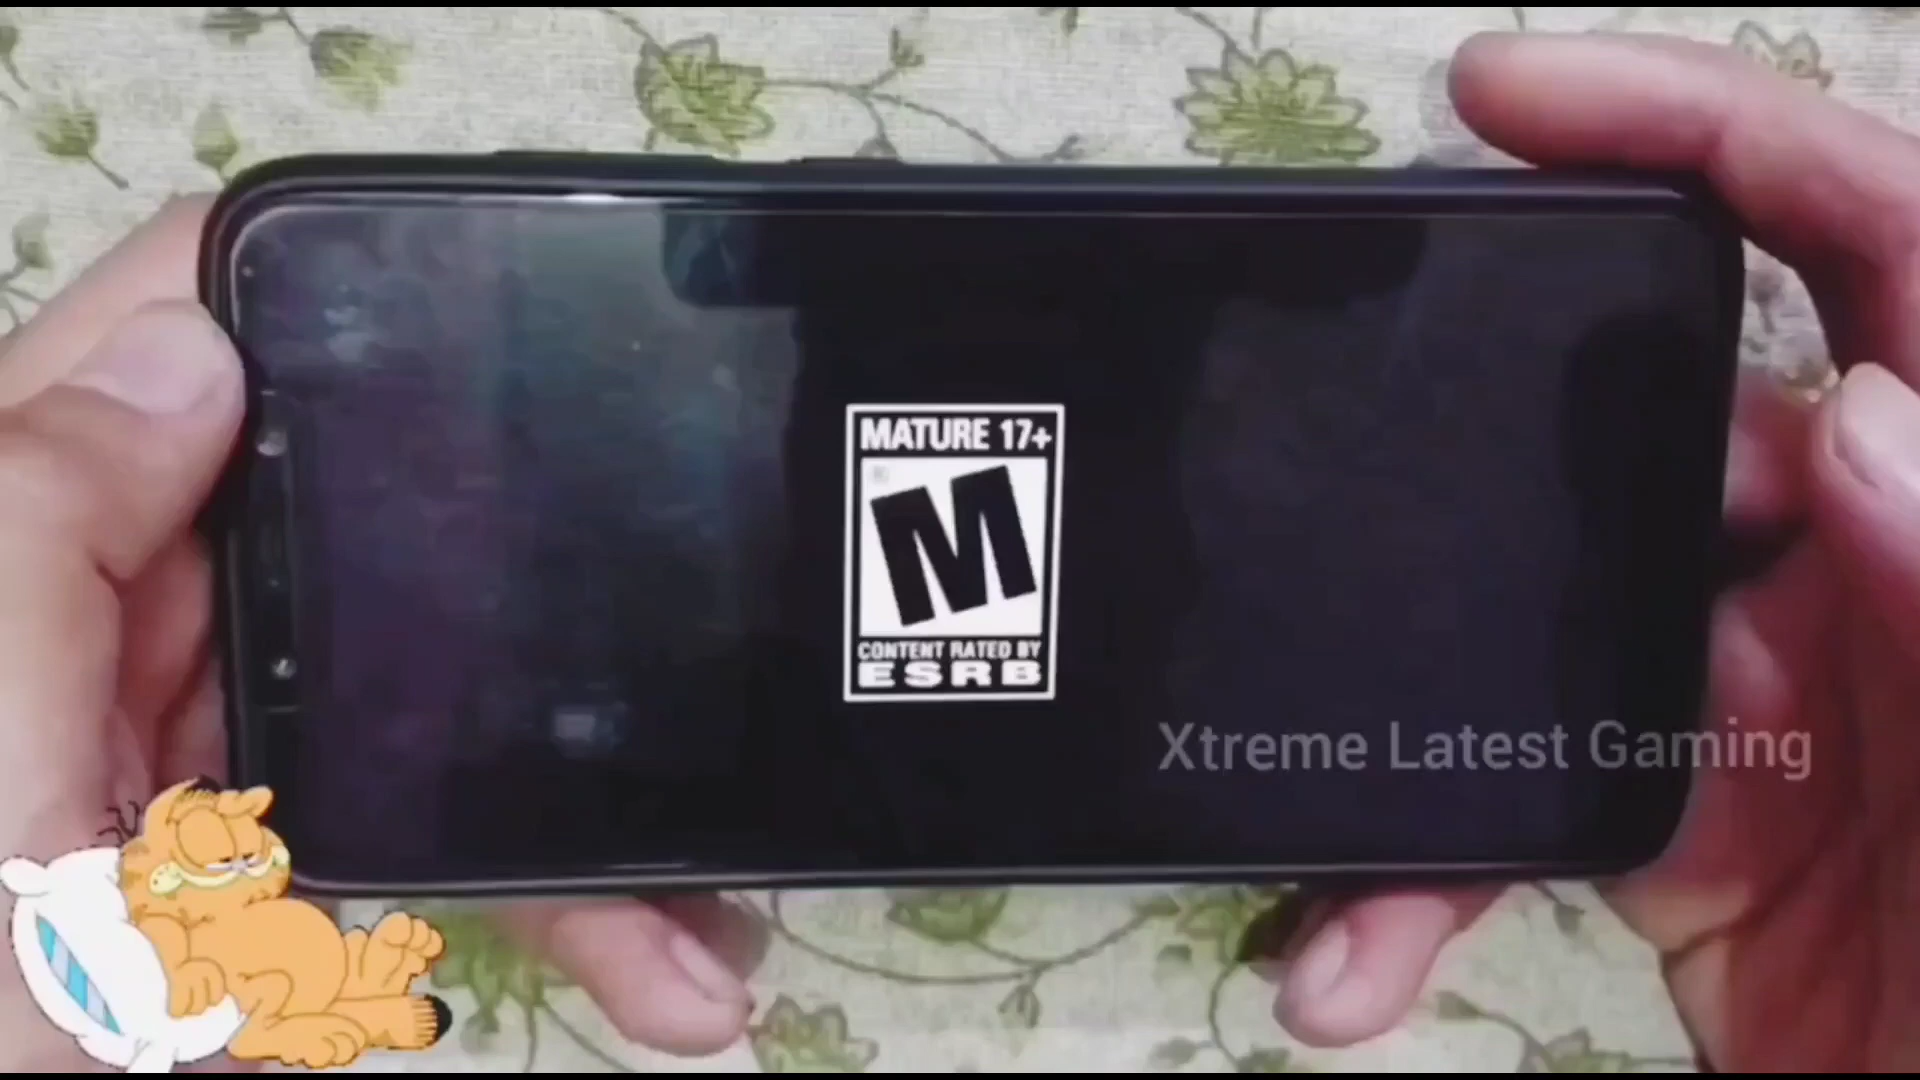 MATURE 17+
M
CONTENT RATED BY
ESRB
Xtreme Latest Gaming